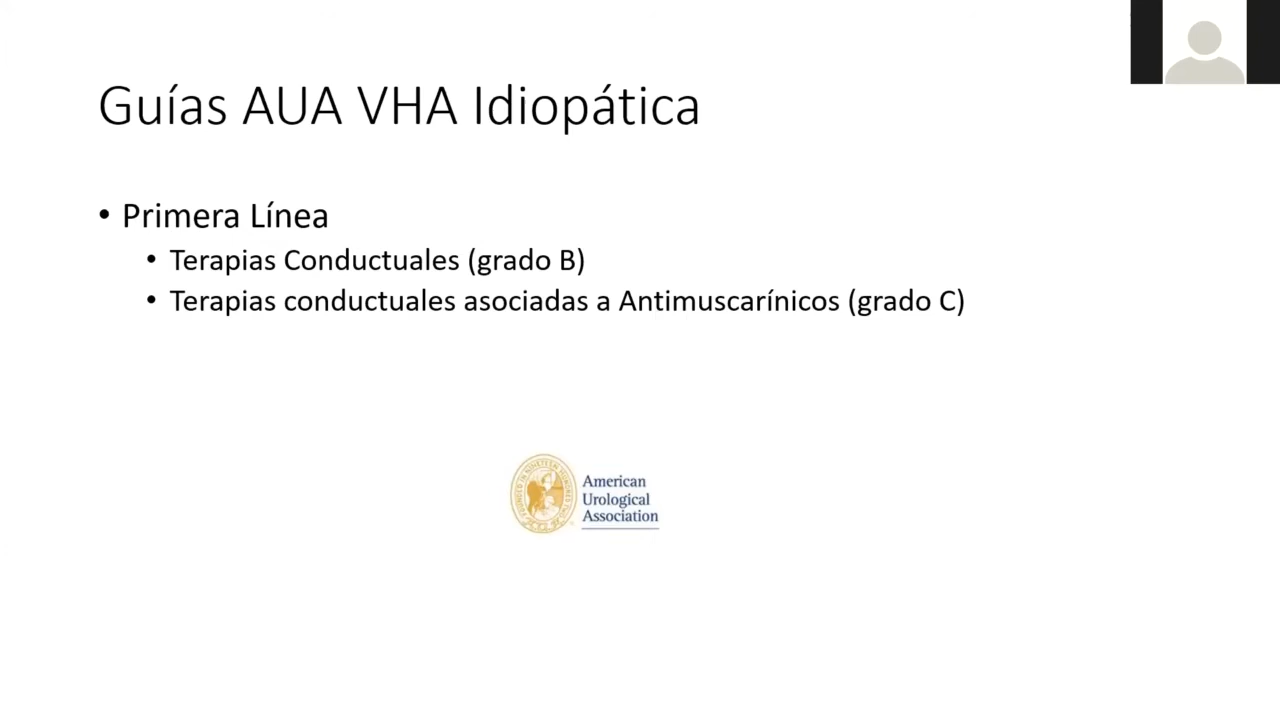 Guías AUA VHA Idiopática
• Primera Línea
• Terapias Conductuales (grado B)
• Terapias conductuales asociadas a Antimuscarínicos (grado C)
American
Urological
Association